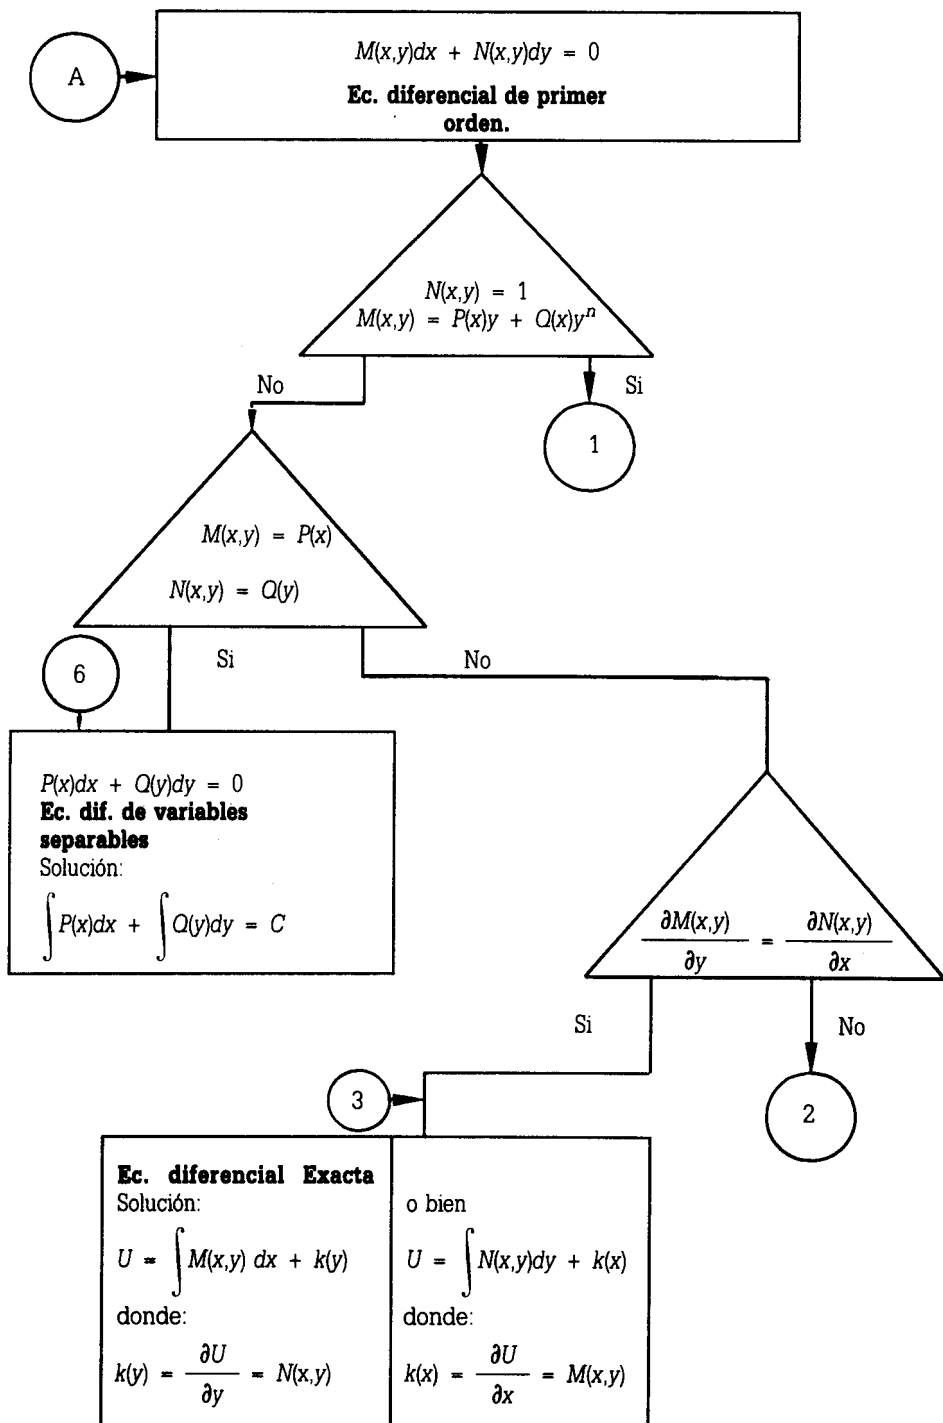 A
M(x,y)dx + N(x,y)dy = 0
Ec. diferencial de primer
orden.
N(x,y) = 1
M(x,y) = P(x)y + Q(x)yⁿ
No
Si
1
M(x,y) = P(x)
N(x,y) = Q(y)
6
Si
No
P(x)dx + Q(y)dy = 0
Ec. dif. de variables
separables
Solución:
∫P(x)dx + ∫Q(y)dy = C
∂M(x,y)/∂y = ∂N(x,y)/∂x
Si
No
3
2
Ec. diferencial Exacta
Solución:
U = ∫M(x,y) dx + k(y)
donde:
k(y) = ∂U/∂y = N(x,y)
o bien
U = ∫N(x,y)dy + k(x)
donde:
k(x) = ∂U/∂x = M(x,y)